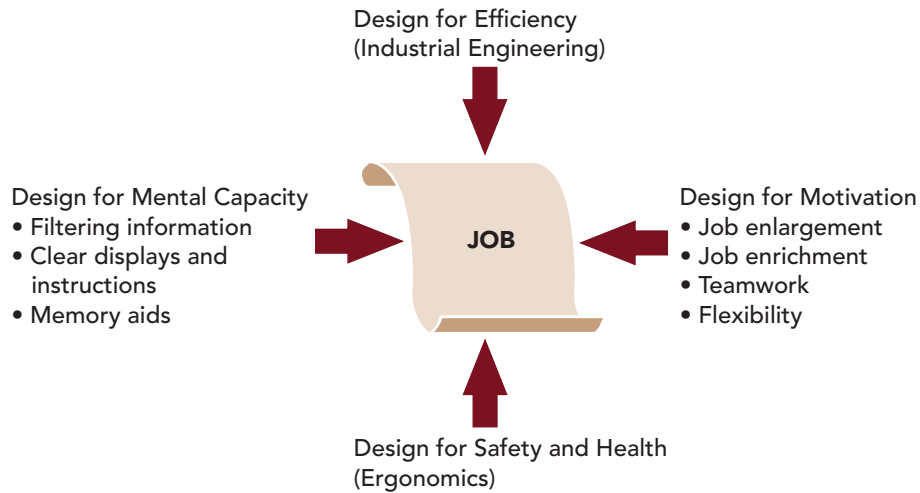 Design for Efficiency
(Industrial Engineering)
Design for Mental Capacity
• Filtering information
• Clear displays and
instructions
• Memory aids
JOB
Design for Motivation
• Job enlargement
• Job enrichment
• Teamwork
• Flexibility
Design for Safety and Health
(Ergonomics)